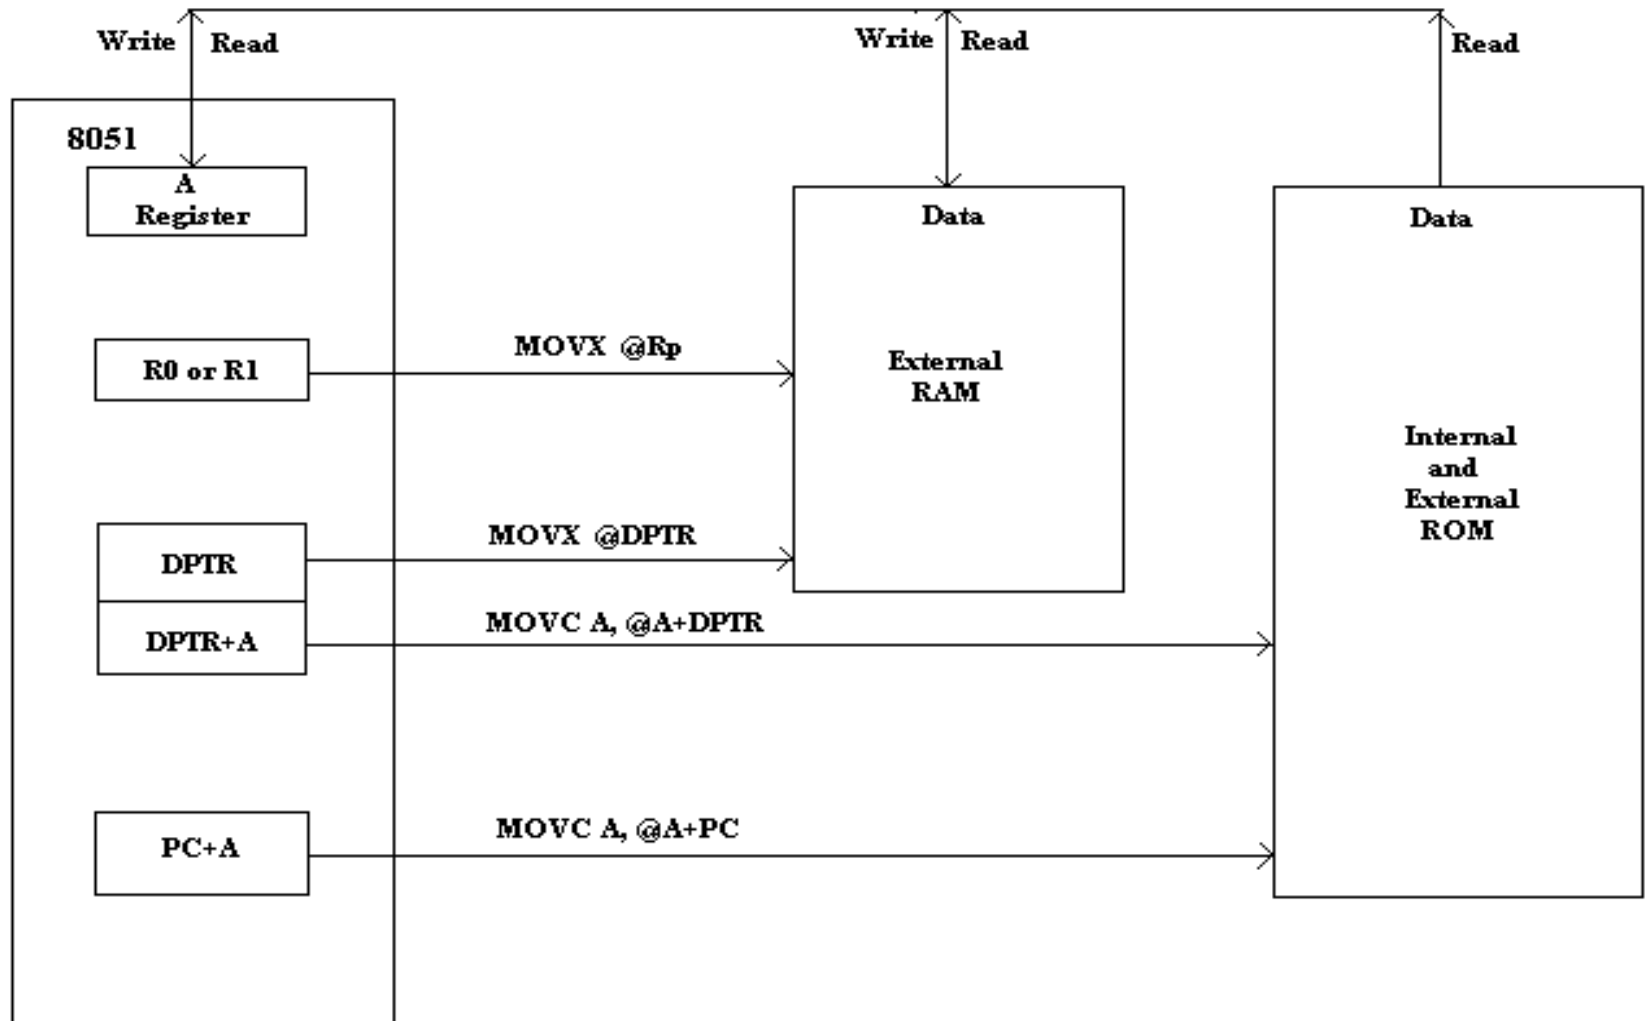 Write Read
Write Read
Read
8051
A
Register
Data
Data
MOVX @Rp
R0 or R1
External
RAM
Internal
and
External
ROM
MOVX @DPTR
DPTR
MOVC A, @A+DPTR
DPTR+A
MOVC A, @A+PC
PC+A